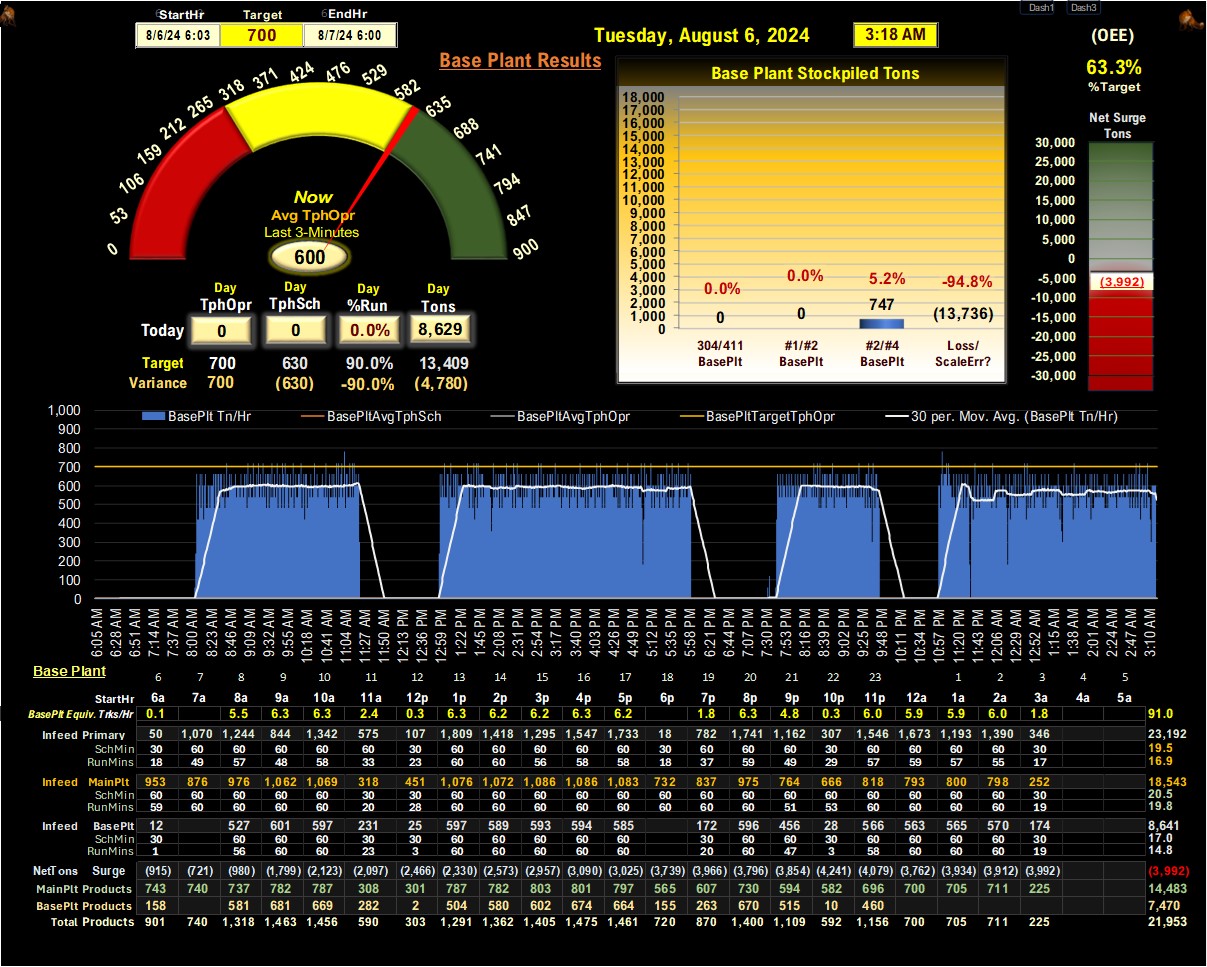 Dash1 Dash3
StartHr Target EndHr
8/6/24 6:03 700 8/7/24 6:00
Tuesday, August 6, 2024 3:18 AM
(OEE)
63.3%
%Target
Base Plant Results
Base Plant Stockpiled Tons
0 53 106 159 212 265 318 371 424 476 529 582 635 688 741 794 847 900
Now
Avg TphOpr
Last 3-Minutes
600
Day Day Day Day
TphOpr TphSch %Run Tons
Today 0 0 0.0% 8,629
Target 700 630 90.0% 13,409
Variance 700 (630) -90.0% (4,780)
18,000
17,000
16,000
15,000
14,000
13,000
12,000
11,000
10,000
9,000
8,000
7,000
6,000
5,000
4,000
3,000
2,000
1,000
0
0.0% 0.0% 5.2% -94.8%
0 0 747 (13,736)
304/411 #1/#2 #2/#4 Loss/
BasePlt BasePlt BasePlt ScaleErr?
Net Surge
Tons
30,000
25,000
20,000
15,000
10,000
5,000
0
-5,000
-10,000
-15,000
-20,000
-25,000
-30,000
(3,992)
BasePlt Tn/Hr BasePltAvgTphSch BasePltAvgTphOpr BasePltTargetTphOpr 30 per. Mov. Avg. (BasePlt Tn/Hr)
1,000
900
800
700
600
500
400
300
200
100
0
6:05 AM 6:28 AM 6:51 AM 7:14 AM 7:37 AM 8:00 AM 8:23 AM 8:46 AM 9:09 AM 9:32 AM 9:55 AM 10:18 AM 10:41 AM 11:04 AM 11:27 AM 11:50 AM 12:13 PM 12:36 PM 12:59 PM 1:22 PM 1:45 PM 2:08 PM 2:31 PM 2:54 PM 3:17 PM 3:40 PM 4:03 PM 4:26 PM 4:49 PM 5:12 PM 5:35 PM 5:58 PM 6:21 PM 6:44 PM 7:07 PM 7:30 PM 7:53 PM 8:16 PM 8:39 PM 9:02 PM 9:25 PM 9:48 PM 10:11 PM 10:34 PM 10:57 PM 11:20 PM 11:43 PM 12:06 AM 12:29 AM 12:52 AM 1:15 AM 1:38 AM 2:01 AM 2:24 AM 2:47 AM 3:10 AM
Base Plant
6 7 8 9 10 11 12 13 14 15 16 17 18 19 20 21 22 23 1 2 3 4 5
StartHr 6a 7a 8a 9a 10a 11a 12p 1p 2p 3p 4p 5p 6p 7p 8p 9p 10p 11p 12a 1a 2a 3a 4a 5a
BasePlt Equiv. Trks/Hr 0.1 5.5 6.3 6.3 2.4 0.3 6.3 6.2 6.2 6.3 6.2 1.8 6.3 4.8 0.3 6.0 5.9 5.9 6.0 1.8 91.0
Infeed Primary 50 1,070 1,244 844 1,342 575 107 1,809 1,418 1,295 1,547 1,733 18 782 1,741 1,162 307 1,546 1,673 1,193 1,390 346 23,192
SchMin 30 60 60 60 60 30 30 60 60 60 60 60 30 60 60 60 30 60 60 60 60 30 19.5
RunMins 18 49 57 48 58 33 23 60 60 56 58 58 18 37 59 49 29 57 59 57 55 17 16.9
Infeed MainPlt 953 876 976 1,062 1,069 318 451 1,076 1,072 1,086 1,086 1,083 732 837 975 764 666 818 793 800 798 252 18,543
SchMin 60 60 60 60 60 30 30 60 60 60 60 60 60 60 60 60 60 60 60 60 60 30 20.5
RunMins 59 60 60 60 60 20 28 60 60 60 60 60 60 60 60 51 53 60 60 60 60 19 19.8
Infeed BasePlt 12 527 601 597 231 25 597 589 593 594 585 172 596 456 28 566 563 565 570 174 8,641
SchMin 30 60 60 60 30 30 60 60 60 60 60 30 60 60 30 60 60 60 60 30 17.0
RunMins 1 56 60 60 23 3 60 60 60 60 60 20 60 47 3 58 60 60 60 19 14.8
NetTons Surge (915) (721) (980) (1,799) (2,123) (2,097) (2,466) (2,330) (2,573) (2,957) (3,090) (3,025) (3,739) (3,966) (3,796) (3,854) (4,241) (4,079) (3,762) (3,934) (3,912) (3,992) (3,992)
MainPlt Products 743 740 737 782 787 308 301 787 782 803 801 797 565 607 730 594 582 696 700 705 711 225 14,483
BasePlt Products 158 581 681 669 282 2 504 580 602 674 664 155 263 670 515 10 460 7,470
Total Products 901 740 1,318 1,463 1,456 590 303 1,291 1,362 1,405 1,475 1,461 720 870 1,400 1,109 592 1,156 700 705 711 225 21,953